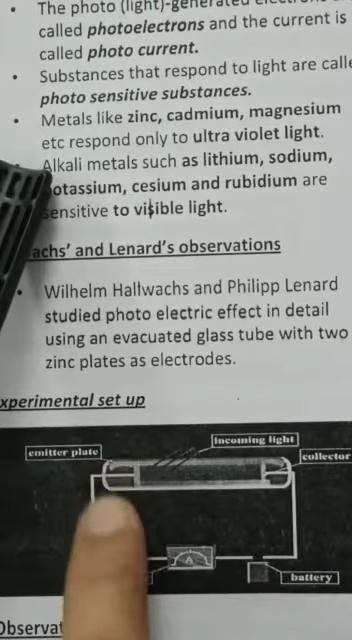 The photo (light)-generated
called photoelectrons and the current is
called photo current.
Substances that respond to light are
photo sensitive substances.
Metals like zinc, cadmium, magnesium
etc respond only to ultra violet light.
Alkali metals such as lithium, sodium,
otassium, cesium and rubidium are
sensitive to visible light.
achs' and Lenard's observations
Wilhelm Hallwachs and Philipp Lenard
studied photo electric effect in detail
using an evacuated glass tube with two
zinc plates as electrodes.
xperimental set up
incoming light
emitter plate
collector
A
battery
Observat